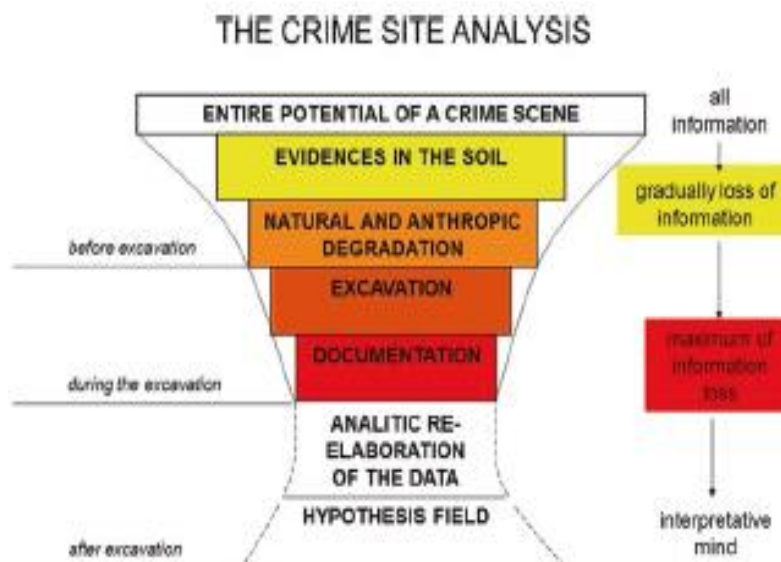 THE CRIME SITE ANALYSIS
ENTIRE POTENTIAL OF A CRIME SCENE
EVIDENCES IN THE SOIL
NATURAL AND ANTHROPIC
DEGRADATION
before excavation
EXCAVATION
DOCUMENTATION
during the excavation
ANALITIC RE-
ELABORATION
OF THE DATA
HYPOTHESIS FIELD
after excavation
all
information
gradually loss of
information
maximum of
information
loss
interpretative
mind